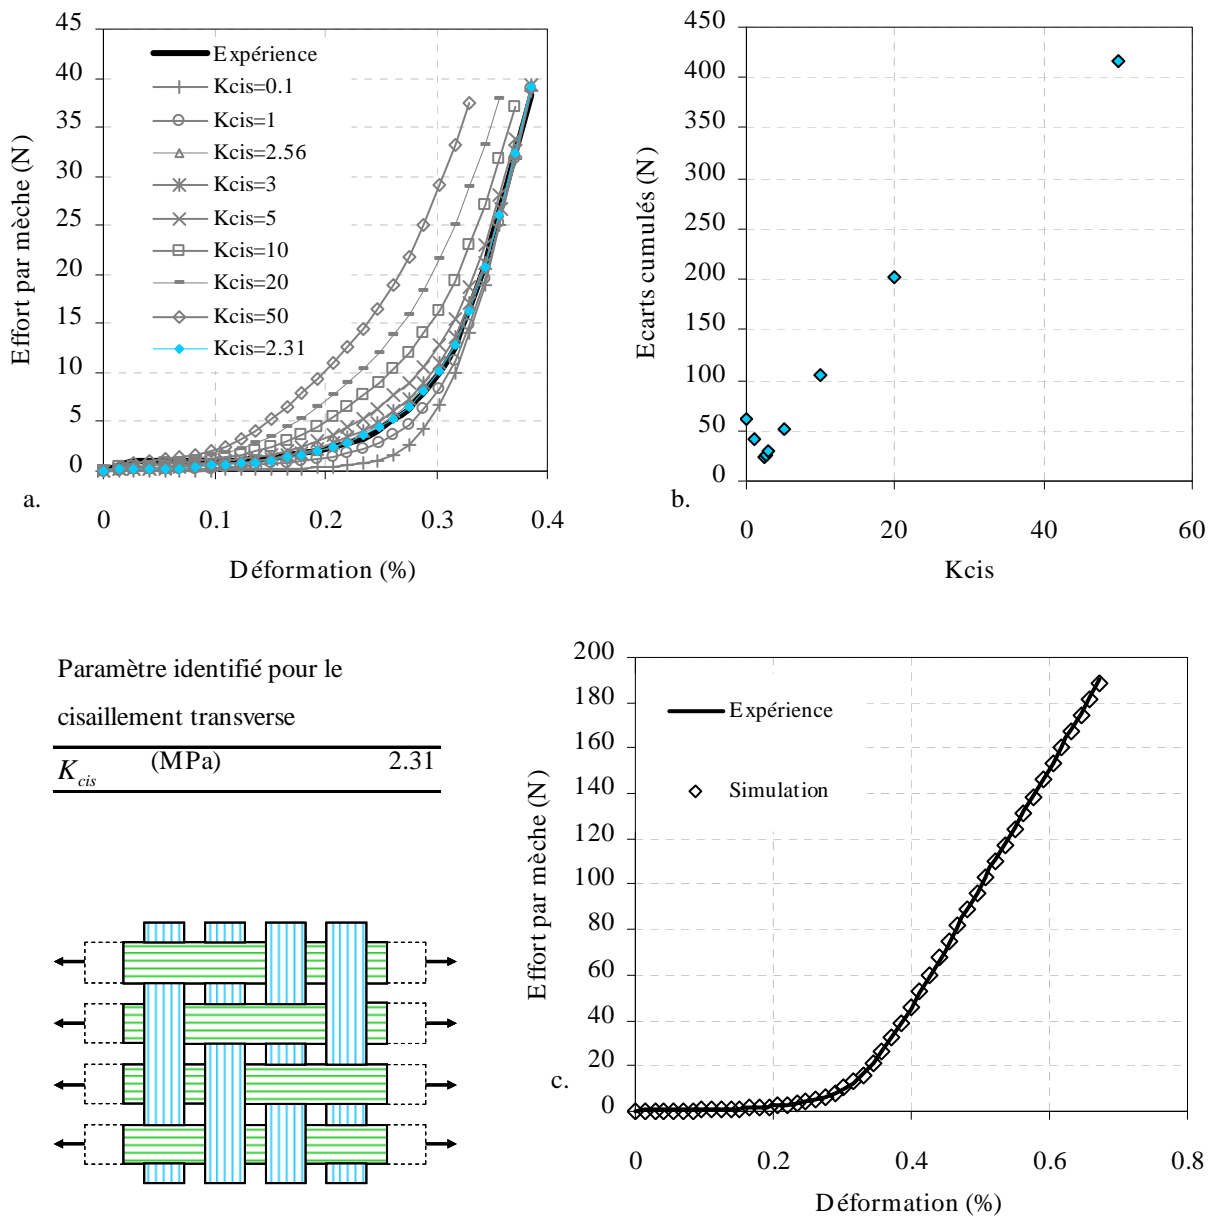 45
40
35
30
25
20
15
10
5
0
Effort par mèche (N)
Expérience
Kcis=0.1
Kcis=1
Kcis=2.56
Kcis=3
Kcis=5
Kcis=10
Kcis=20
Kcis=50
Kcis=2.31
a.
0 0.1 0.2 0.3 0.4
Déformation (%)
450
400
350
300
250
200
150
100
50
0
Ecarts cumulés (N)
b.
0 20 40 60
Kcis
Paramètre identifié pour le
cisaillement transverse
K_cis (MPa) 2.31
200
180
160
140
120
100
80
60
40
20
0
Effort par mèche (N)
Expérience
Simulation
c.
0 0.2 0.4 0.6 0.8
Déformation (%)